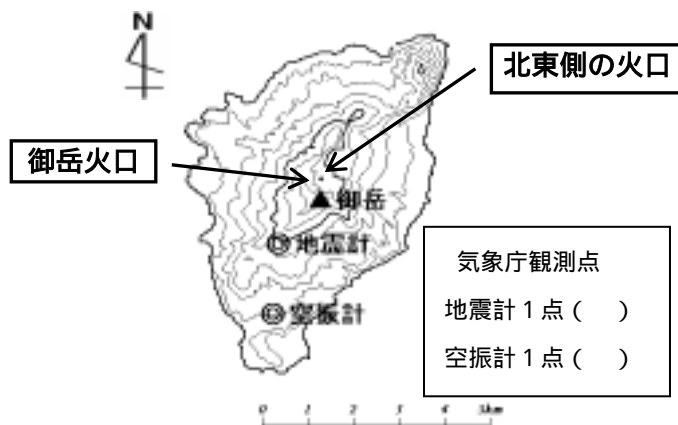 N
北東側の火口
御岳火口
▲御岳
◎地震計
◎空振計
気象庁観測点
地震計1点( )
空振計1点( )
0 1 2 3 4 5km